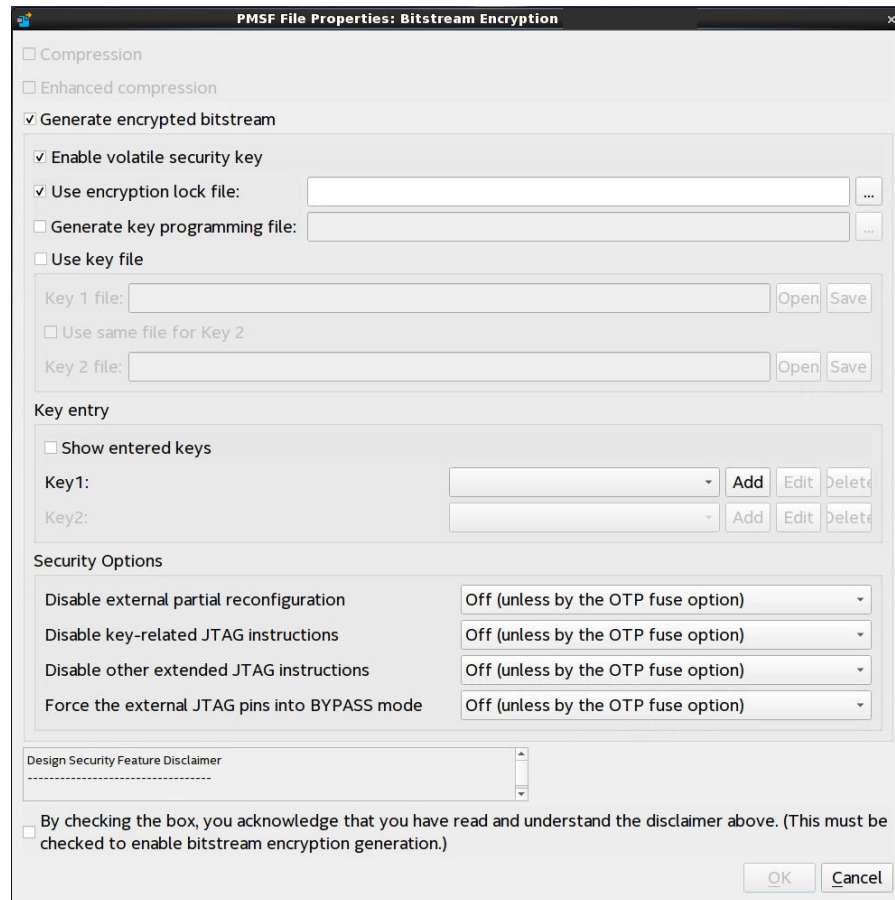 PMSF File Properties: Bitstream Encryption
Compression
Enhanced compression
Generate encrypted bitstream
Enable volatile security key
Use encryption lock file: ...
Generate key programming file: ...
Use key file
Key 1 file: Open Save
Use same file for Key 2
Key 2 file: Open Save
Key entry
Show entered keys
Key1: Add Edit Delete
Key2: Add Edit Delete
Security Options
Disable external partial reconfiguration Off (unless by the OTP fuse option)
Disable key-related JTAG instructions Off (unless by the OTP fuse option)
Disable other extended JTAG instructions Off (unless by the OTP fuse option)
Force the external JTAG pins into BYPASS mode Off (unless by the OTP fuse option)
Design Security Feature Disclaimer
----------------------------------
By checking the box, you acknowledge that you have read and understand the disclaimer above. (This must be
checked to enable bitstream encryption generation.)
OK Cancel